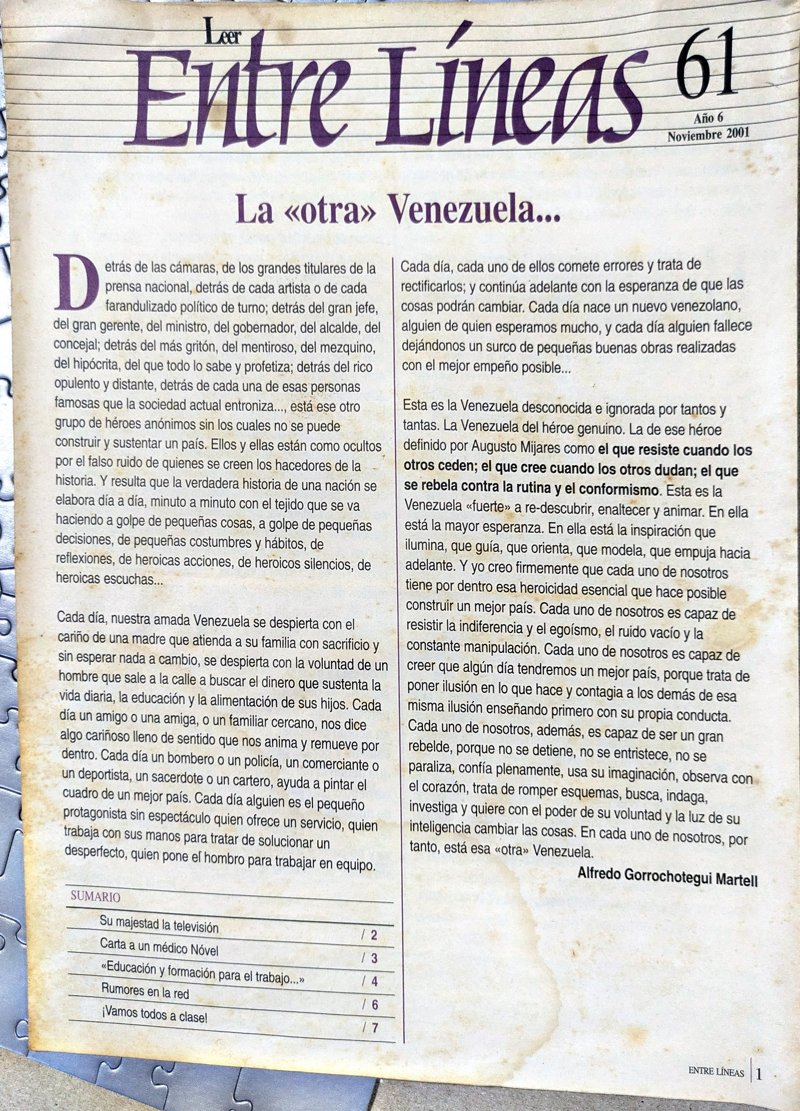 Leer
Entre Líneas
61
Año 6
Noviembre 2001
La «otra» Venezuela...
Detrás de las cámaras, de los grandes titulares de la
prensa nacional, detrás de cada artista o de cada
farandulizado político de turno; detrás del gran jefe,
del gran gerente, del ministro, del gobernador, del alcalde, del
concejal; detrás del más gritón, del mentiroso, del mezquino,
del hipócrita, del que todo lo sabe y profetiza; detrás del rico
opulento y distante, detrás de cada una de esas personas
famosas que la sociedad actual entroniza..., está ese otro
grupo de héroes anónimos sin los cuales no se puede
construir y sustentar un país. Ellos y ellas están como ocultos
por el falso ruido de quienes se creen los hacedores de la
historia. Y resulta que la verdadera historia de una nación se
elabora día a día, minuto a minuto con el tejido que se va
haciendo a golpe de pequeñas cosas, a golpe de pequeñas
decisiones, de pequeñas costumbres y hábitos, de
reflexiones, de heroicas acciones, de heroicos silencios, de
heroicas escuchas...
Cada día, nuestra amada Venezuela se despierta con el
cariño de una madre que atienda a su familia con sacrificio y
sin esperar nada a cambio, se despierta con la voluntad de un
hombre que sale a la calle a buscar el dinero que sustenta la
vida diaria, la educación y la alimentación de sus hijos. Cada
día un amigo o una amiga, o un familiar cercano, nos dice
algo cariñoso lleno de sentido que nos anima y remueve por
dentro. Cada día un bombero o un policía, un comerciante o
un deportista, un sacerdote o un cartero, ayuda a pintar el
cuadro de un mejor país. Cada día alguien es el pequeño
protagonista sin espectáculo quien ofrece un servicio, quien
trabaja con sus manos para tratar de solucionar un
desperfecto, quien pone el hombro para trabajar en equipo.
SUMARIO
Su majestad la televisión / 2
Carta a un médico Nóvel / 3
«Educación y formación para el trabajo...» / 4
Rumores en la red / 6
¡Vamos todos a clase! / 7
Cada día, cada uno de ellos comete errores y trata de
rectificarlos; y continúa adelante con la esperanza de que las
cosas podrán cambiar. Cada día nace un nuevo venezolano,
alguien de quien esperamos mucho, y cada día alguien fallece
dejándonos un surco de pequeñas buenas obras realizadas
con el mejor empeño posible...
Esta es la Venezuela desconocida e ignorada por tantos y
tantas. La Venezuela del héroe genuino. La de ese héroe
definido por Augusto Mijares como el que resiste cuando los
otros ceden; el que cree cuando los otros dudan; el que
se rebela contra la rutina y el conformismo. Esta es la
Venezuela «fuerte» a re-descubrir, enaltecer y animar. En ella
está la mayor esperanza. En ella está la inspiración que
ilumina, que guía, que orienta, que modela, que empuja hacia
adelante. Y yo creo firmemente que cada uno de nosotros
tiene por dentro esa heroicidad esencial que hace posible
construir un mejor país. Cada uno de nosotros es capaz de
resistir la indiferencia y el egoísmo, el ruido vacío y la
constante manipulación. Cada uno de nosotros es capaz de
creer que algún día tendremos un mejor país, porque trata de
poner ilusión en lo que hace y contagia a los demás de esa
misma ilusión enseñando primero con su propia conducta.
Cada uno de nosotros, además, es capaz de ser un gran
rebelde, porque no se detiene, no se entristece, no se
paraliza, confía plenamente, usa su imaginación, observa con
el corazón, trata de romper esquemas, busca, indaga,
investiga y quiere con el poder de su voluntad y la luz de su
inteligencia cambiar las cosas. En cada uno de nosotros, por
tanto, está esa «otra» Venezuela.
Alfredo Gorrochotegui Martell
ENTRE LÍNEAS 1